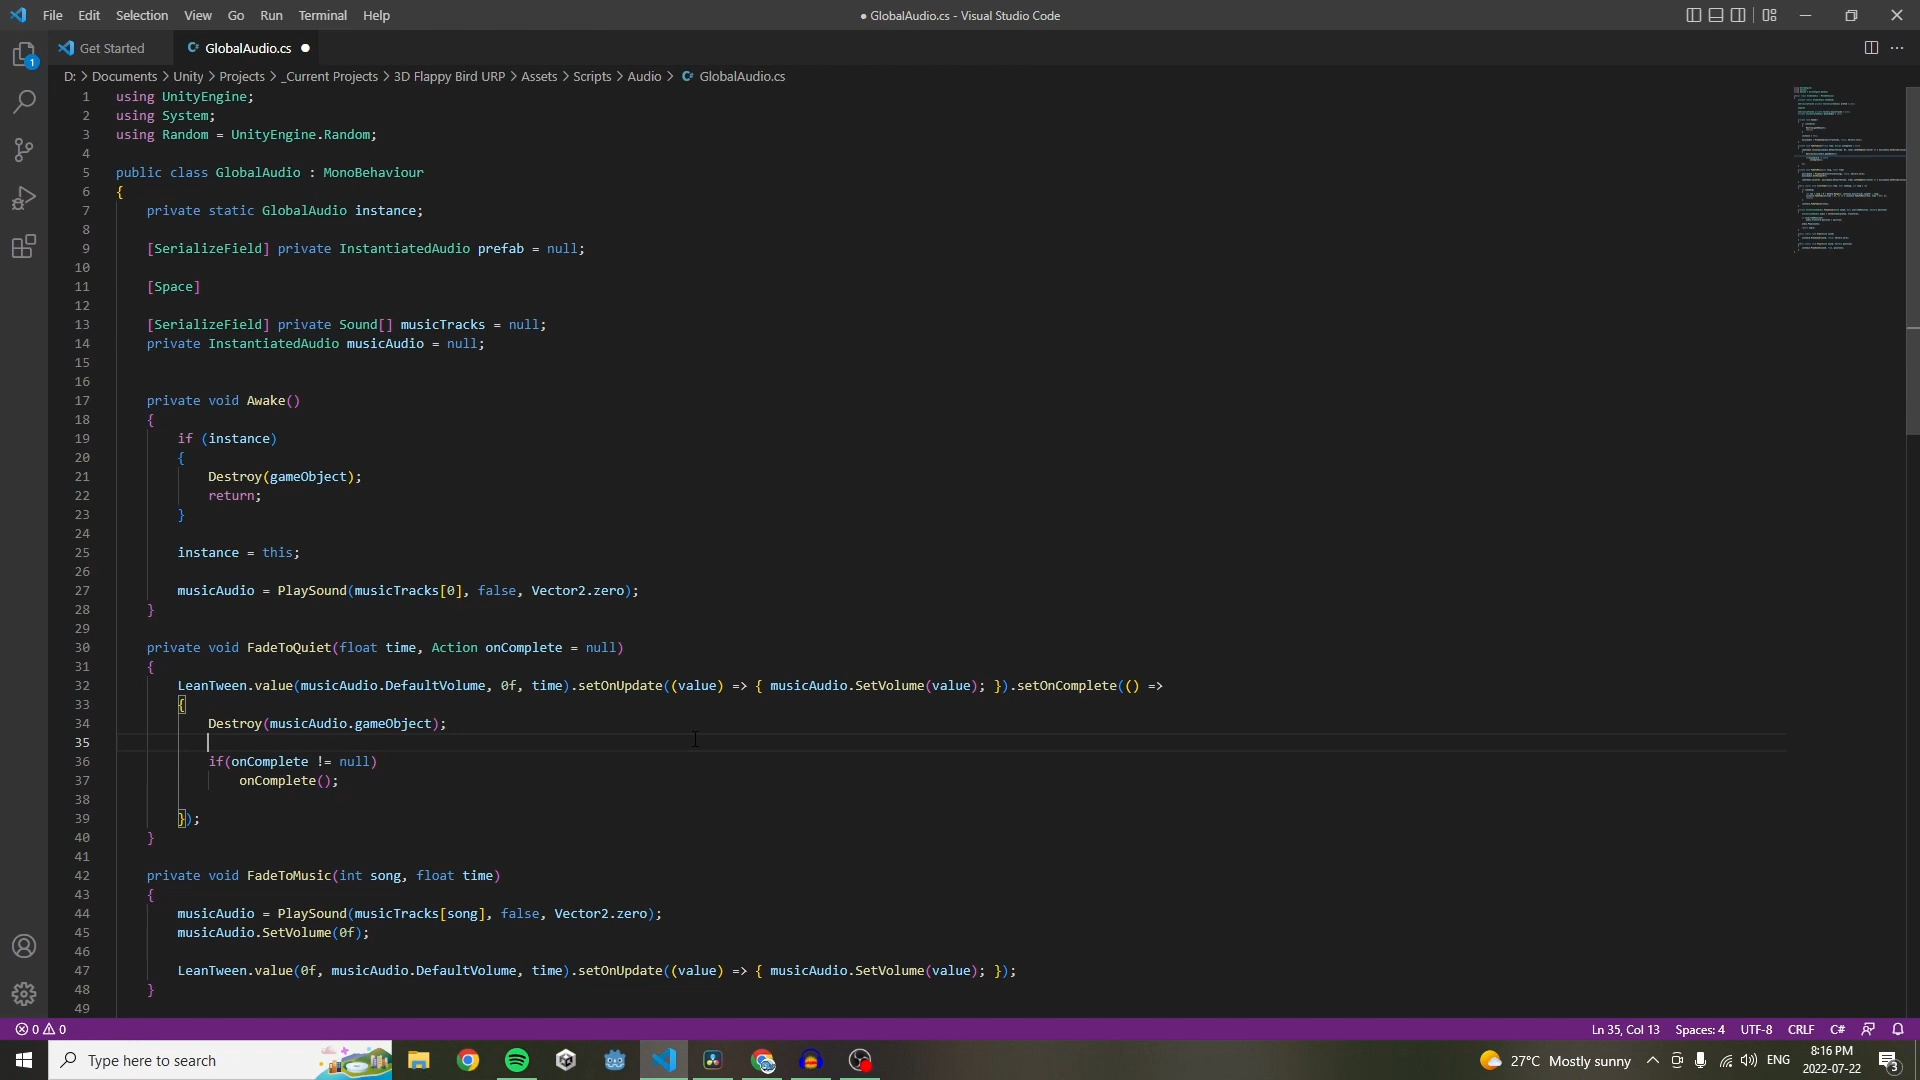 File Edit Selection View Go Run Terminal Help
● GlobalAudio.cs - Visual Studio Code
1
Get Started
C# GlobalAudio.cs ●
D: > Documents > Unity > Projects > _Current Projects > 3D Flappy Bird URP > Assets > Scripts > Audio > C# GlobalAudio.cs
1 using UnityEngine;
2 using System;
3 using Random = UnityEngine.Random;
4
5 public class GlobalAudio : MonoBehaviour
6 {
7 private static GlobalAudio instance;
8
9 [SerializeField] private InstantiatedAudio prefab = null;
10
11 [Space]
12
13 [SerializeField] private Sound[] musicTracks = null;
14 private InstantiatedAudio musicAudio = null;
15
16
17 private void Awake()
18 {
19 if (instance)
20 {
21 Destroy(gameObject);
22 return;
23 }
24
25 instance = this;
26
27 musicAudio = PlaySound(musicTracks[0], false, Vector2.zero);
28 }
29
30 private void FadeToQuiet(float time, Action onComplete = null)
31 {
32 LeanTween.value(musicAudio.DefaultVolume, 0f, time).setOnUpdate((value) => { musicAudio.SetVolume(value); }).setOnComplete(() =>
33 {
34 Destroy(musicAudio.gameObject);
35
36 if(onComplete != null)
37 onComplete();
38
39 });
40 }
41
42 private void FadeToMusic(int song, float time)
43 {
44 musicAudio = PlaySound(musicTracks[song], false, Vector2.zero);
45 musicAudio.SetVolume(0f);
46
47 LeanTween.value(0f, musicAudio.DefaultVolume, time).setOnUpdate((value) => { musicAudio.SetVolume(value); });
48 }
49
0 0
Ln 35, Col 13 Spaces: 4 UTF-8 CRLF C#
Type here to search
27°C Mostly sunny
ENG
8:16 PM
2022-07-22
3